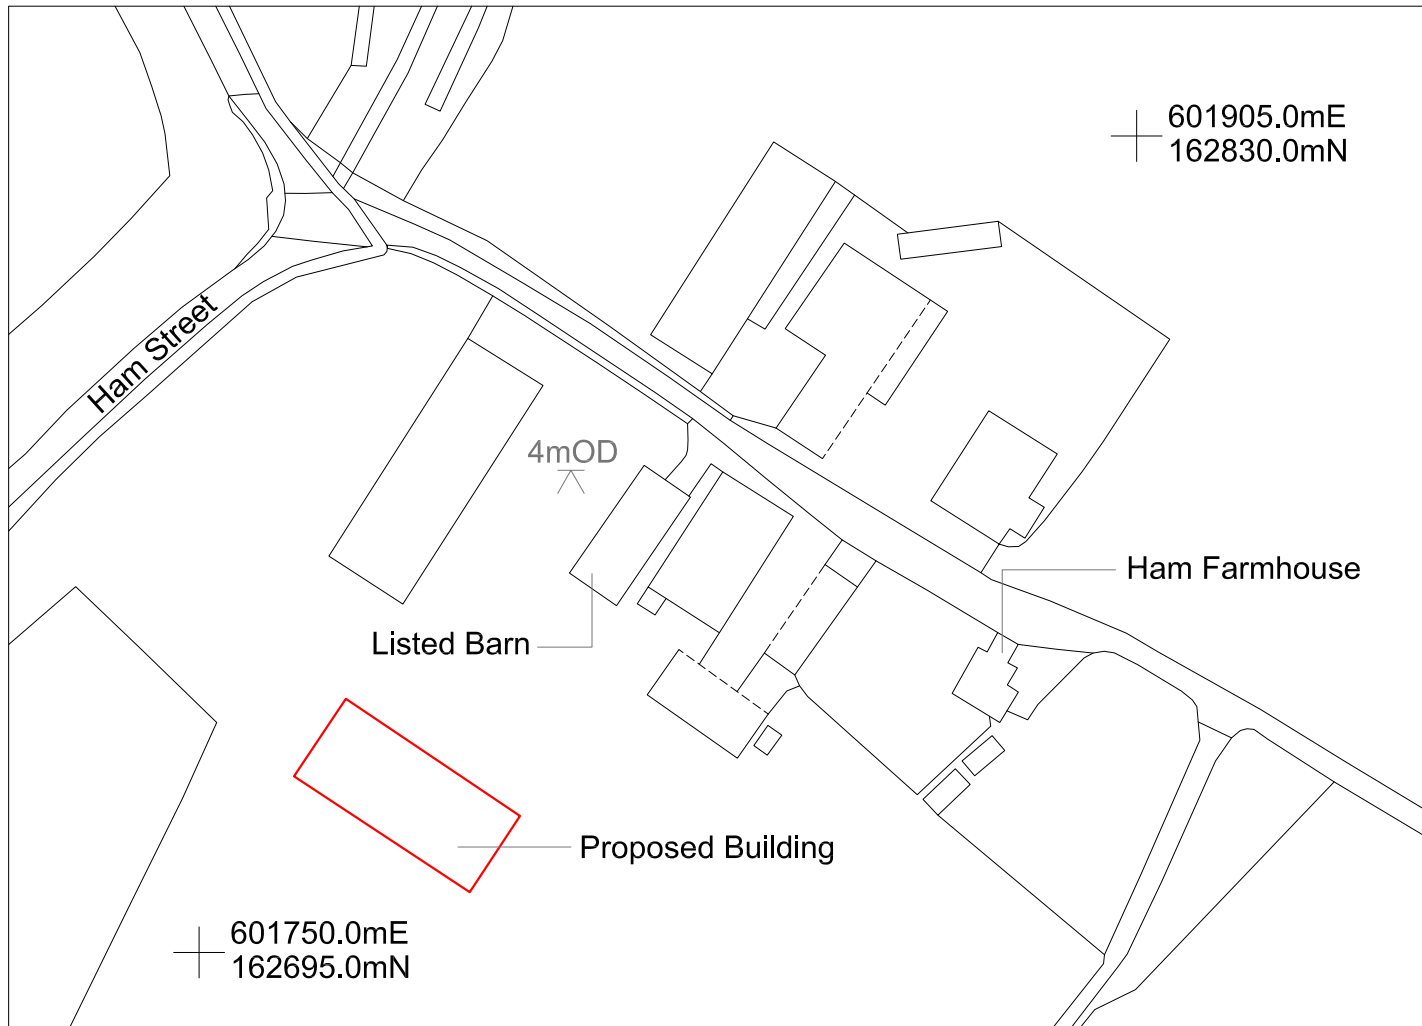 601905.0mE
162830.0mN
Ham Street
4mOD
Ham Farmhouse
Listed Barn
Proposed Building
601750.0mE
162695.0mN